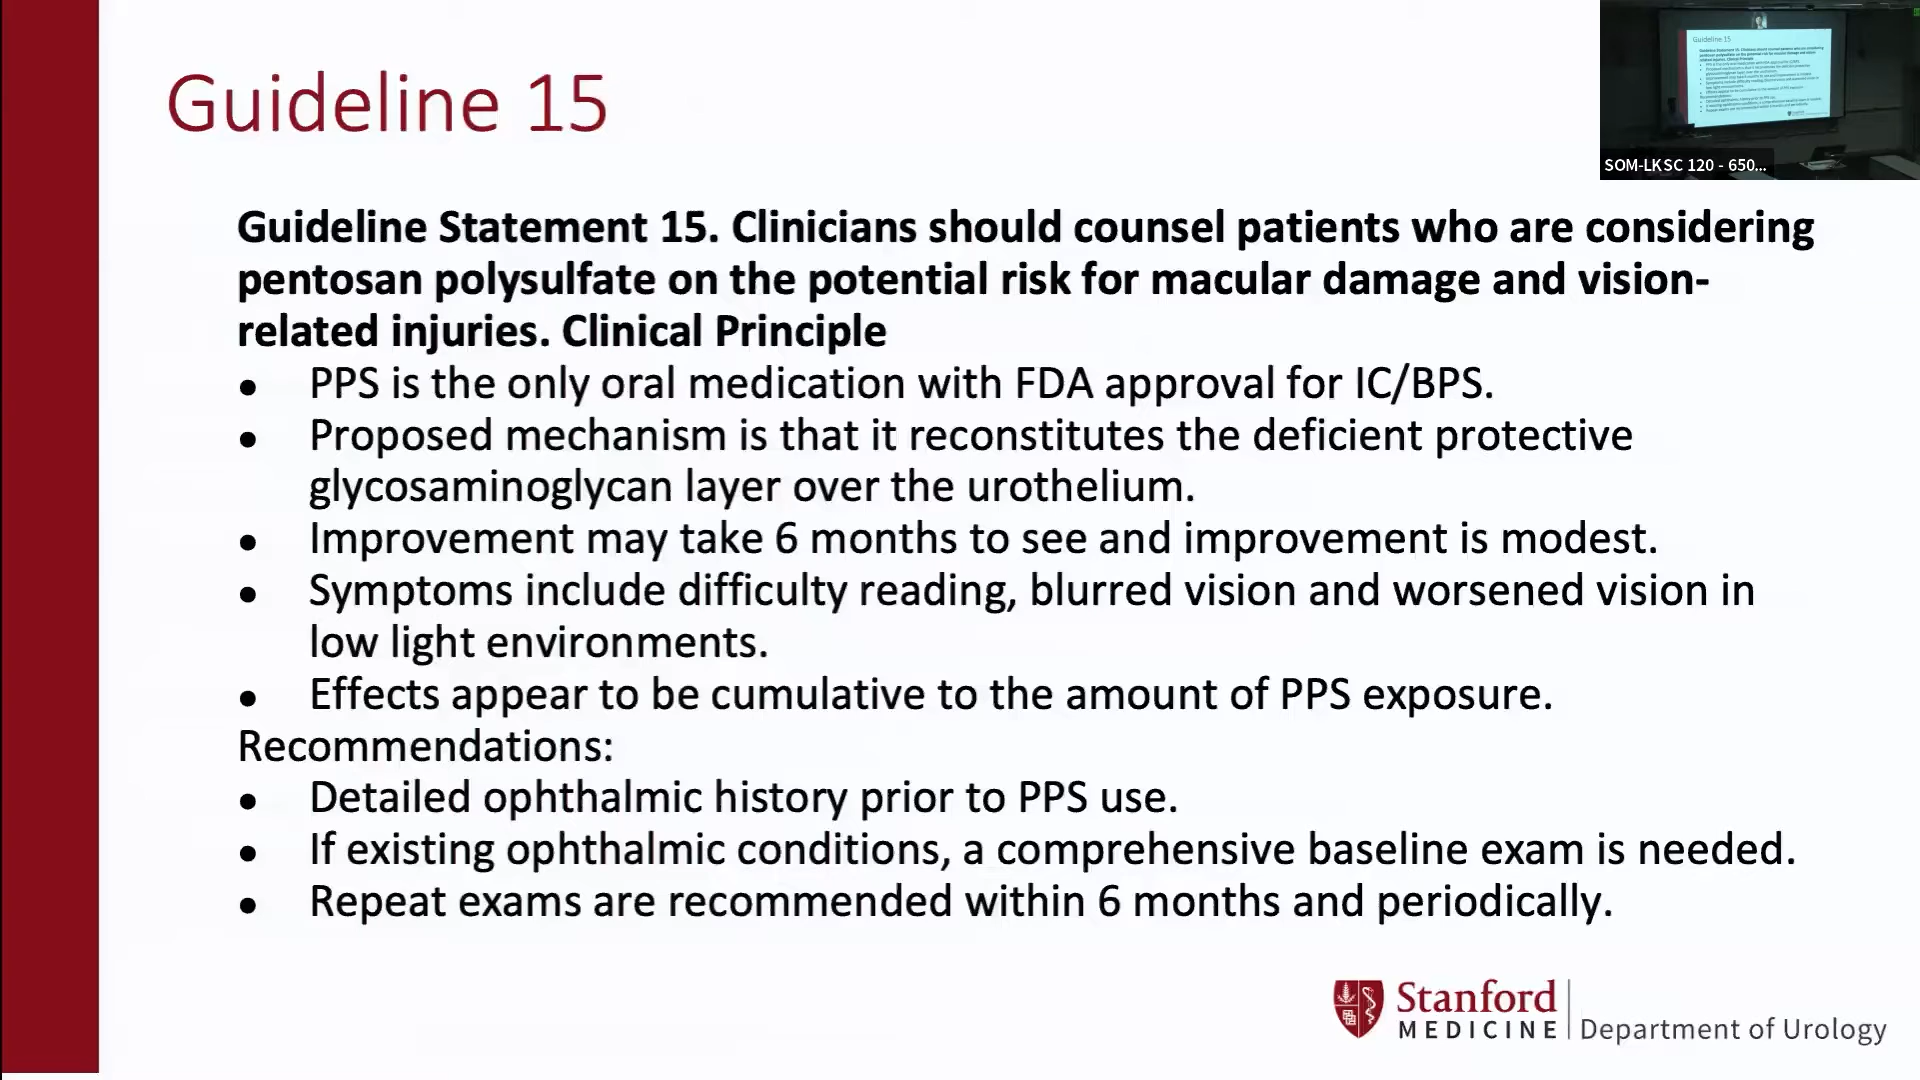 Guideline 15
SOM-LKSC 120 - 650...
Guideline Statement 15. Clinicians should counsel patients who are considering
pentosan polysulfate on the potential risk for macular damage and vision-
related injuries. Clinical Principle
• PPS is the only oral medication with FDA approval for IC/BPS.
• Proposed mechanism is that it reconstitutes the deficient protective
glycosaminoglycan layer over the urothelium.
• Improvement may take 6 months to see and improvement is modest.
• Symptoms include difficulty reading, blurred vision and worsened vision in
low light environments.
• Effects appear to be cumulative to the amount of PPS exposure.
Recommendations:
• Detailed ophthalmic history prior to PPS use.
• If existing ophthalmic conditions, a comprehensive baseline exam is needed.
• Repeat exams are recommended within 6 months and periodically.
Stanford
MEDICINE
Department of Urology